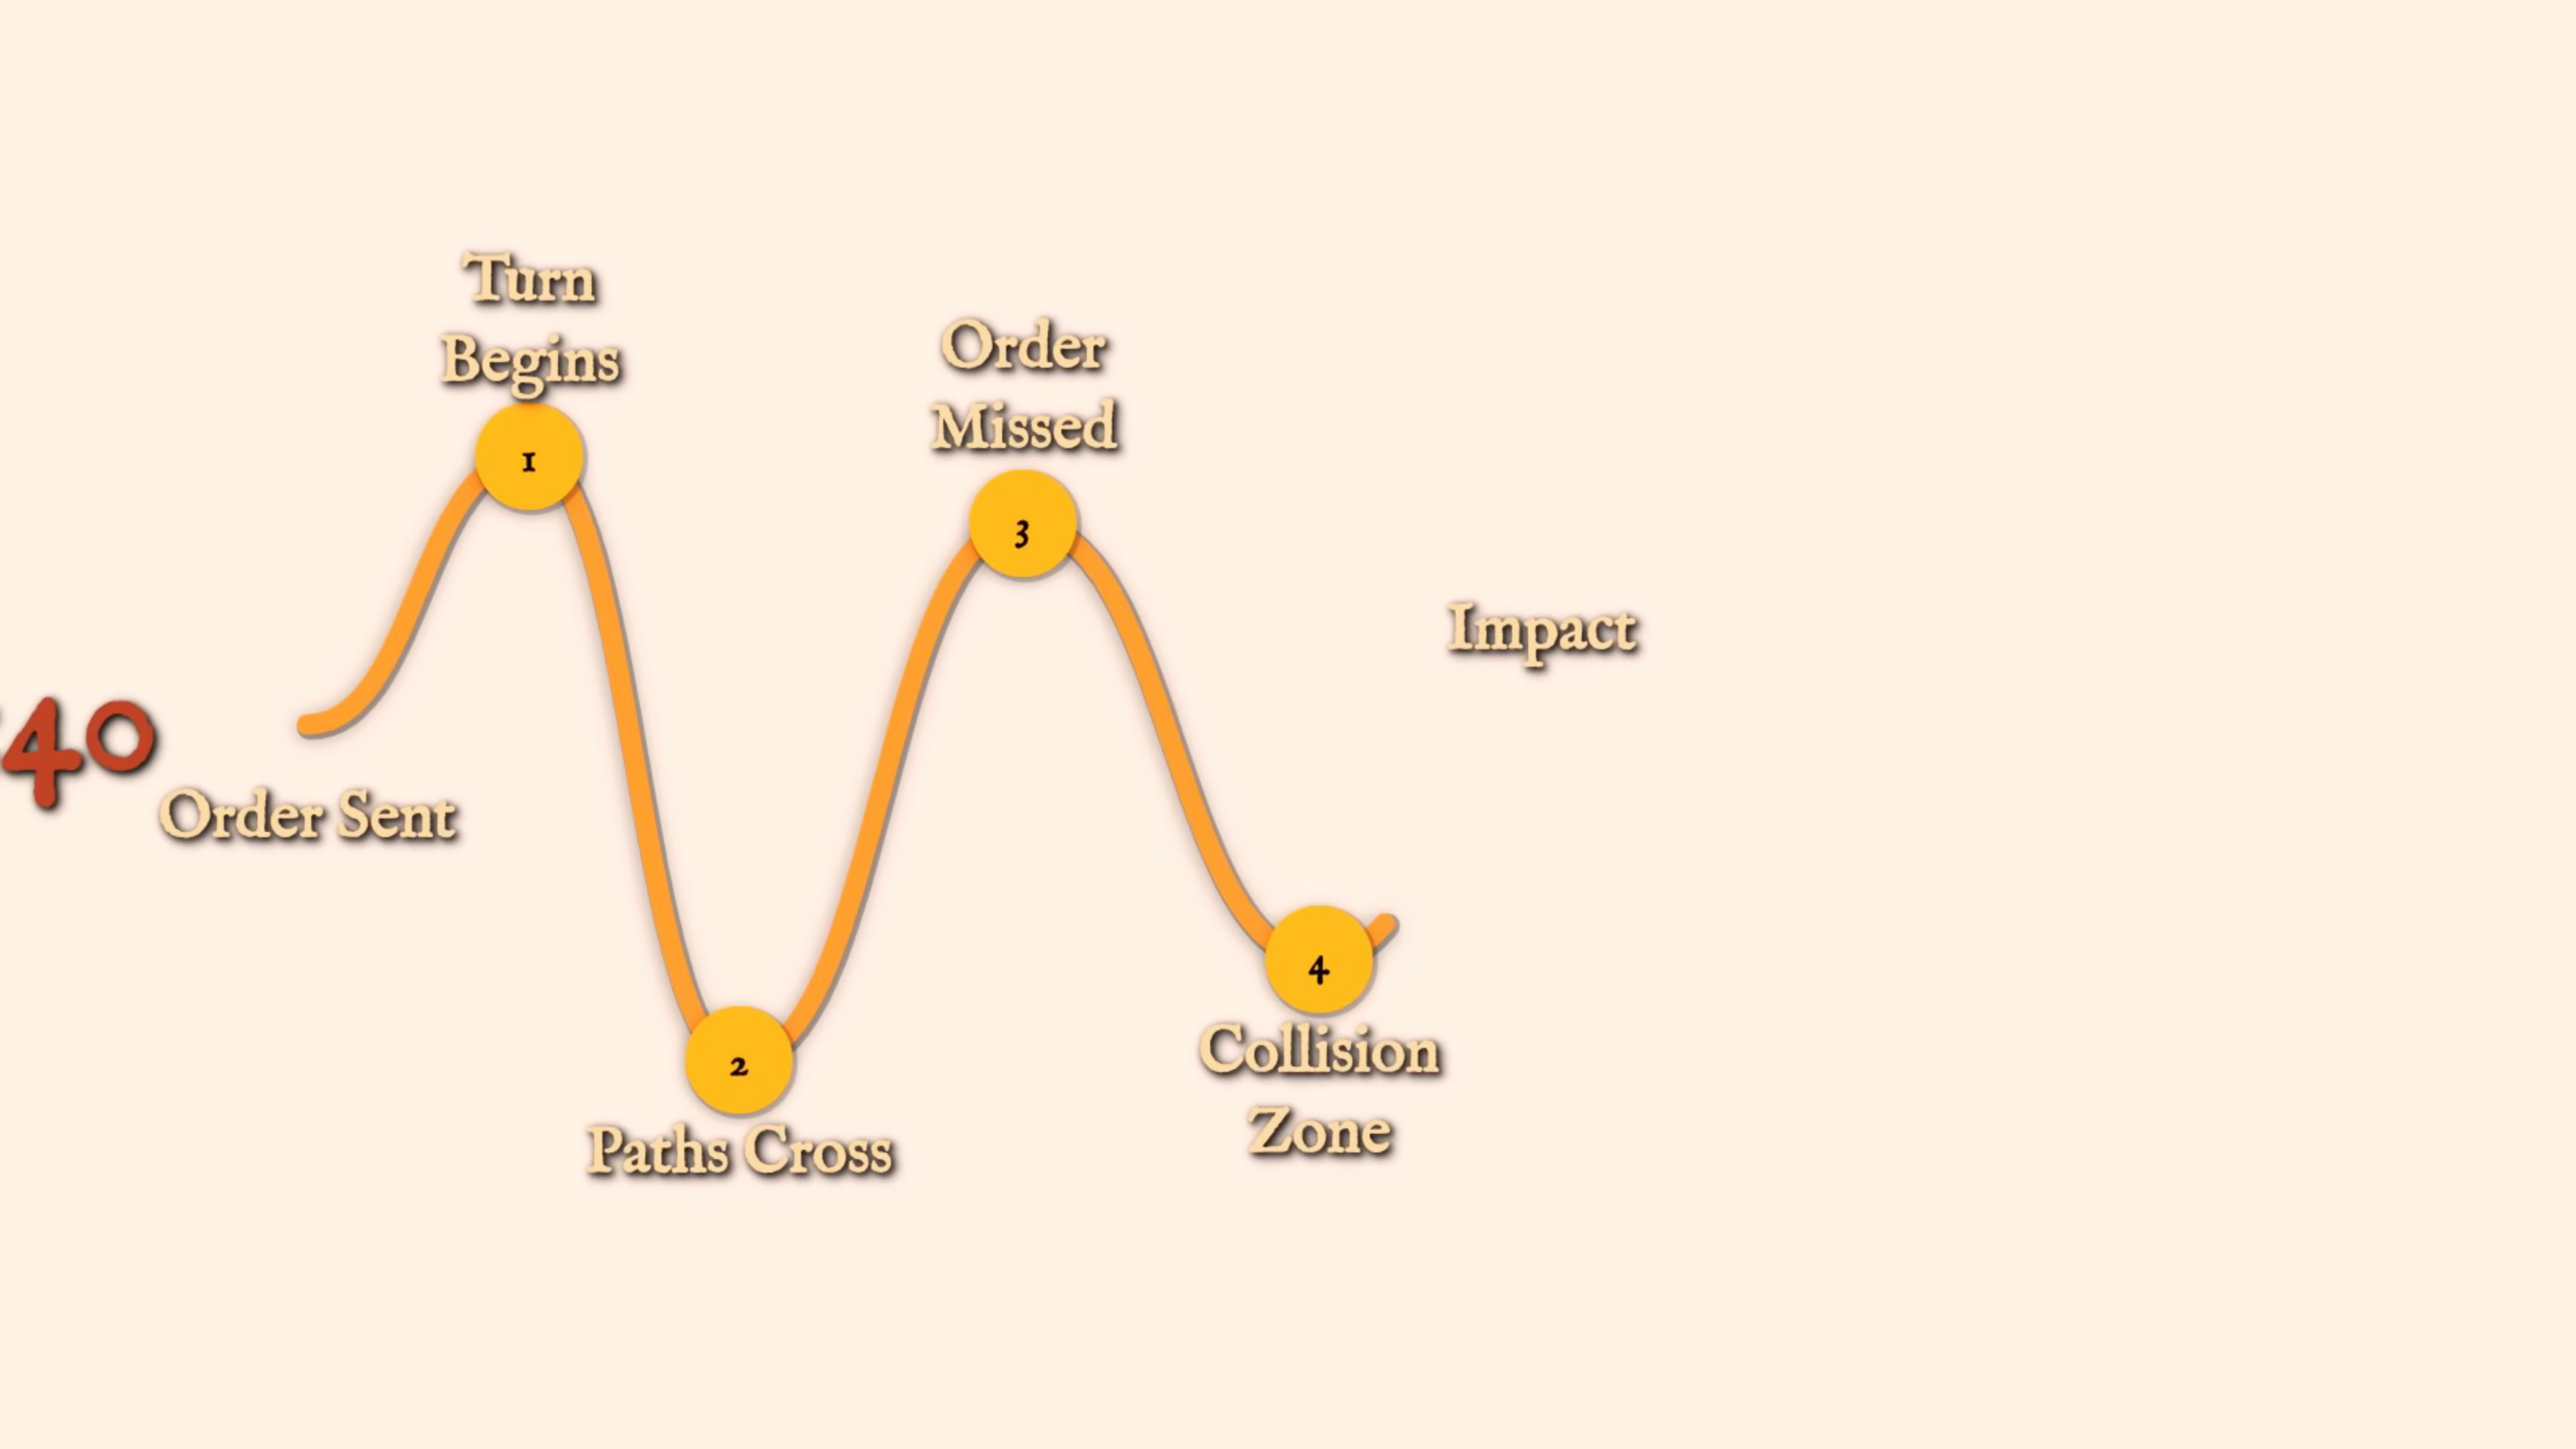 Turn
Begins
1
Order
Missed
3
Impact
40
Order Sent
4
Collision
Zone
2
Paths Cross